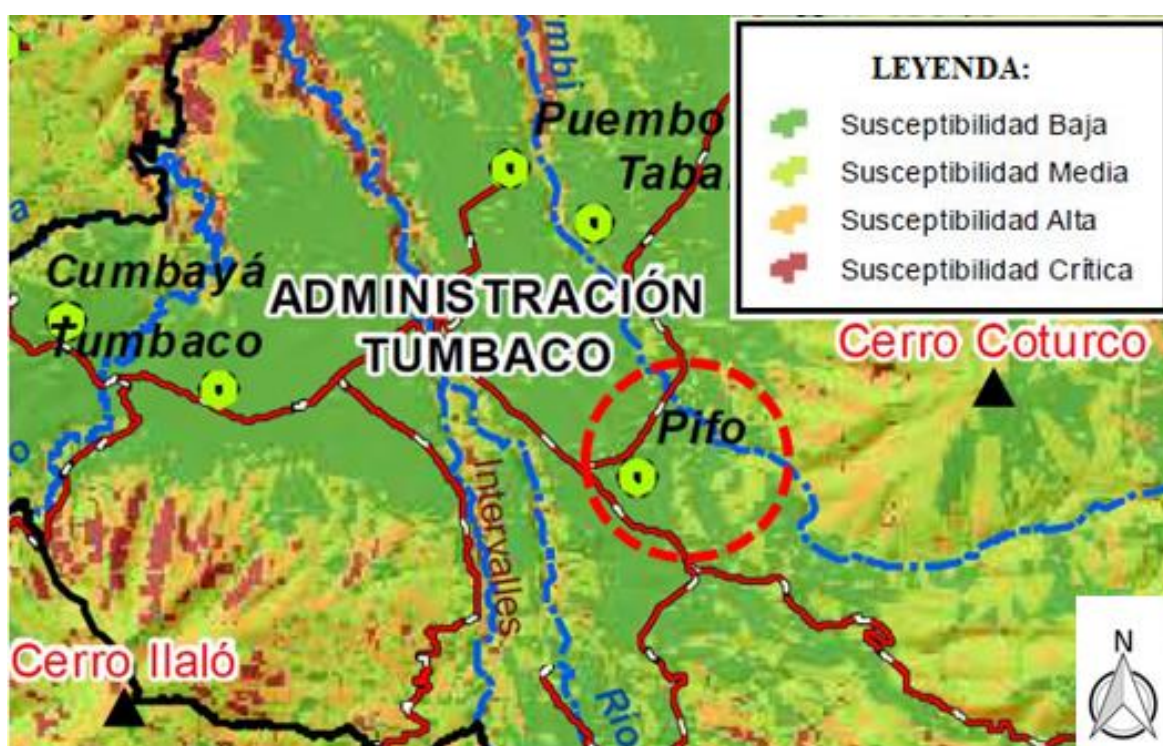 mbi
Puembo
Taba
LEYENDA:
Susceptibilidad Baja
Susceptibilidad Media
Susceptibilidad Alta
Susceptibilidad Crítica
Cumbayá
Tumbaco
ADMINISTRACIÓN
TUMBACO
Cerro Coturco
Pifo
Intervalles
Cerro Ilaló
Río
N